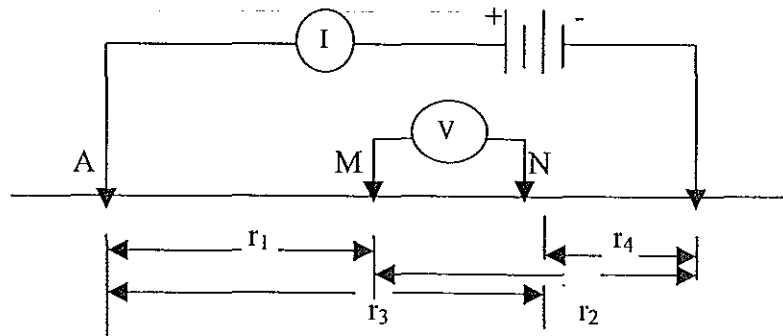 + -
I
V
A M N
r₁ r₄
r₃ r₂